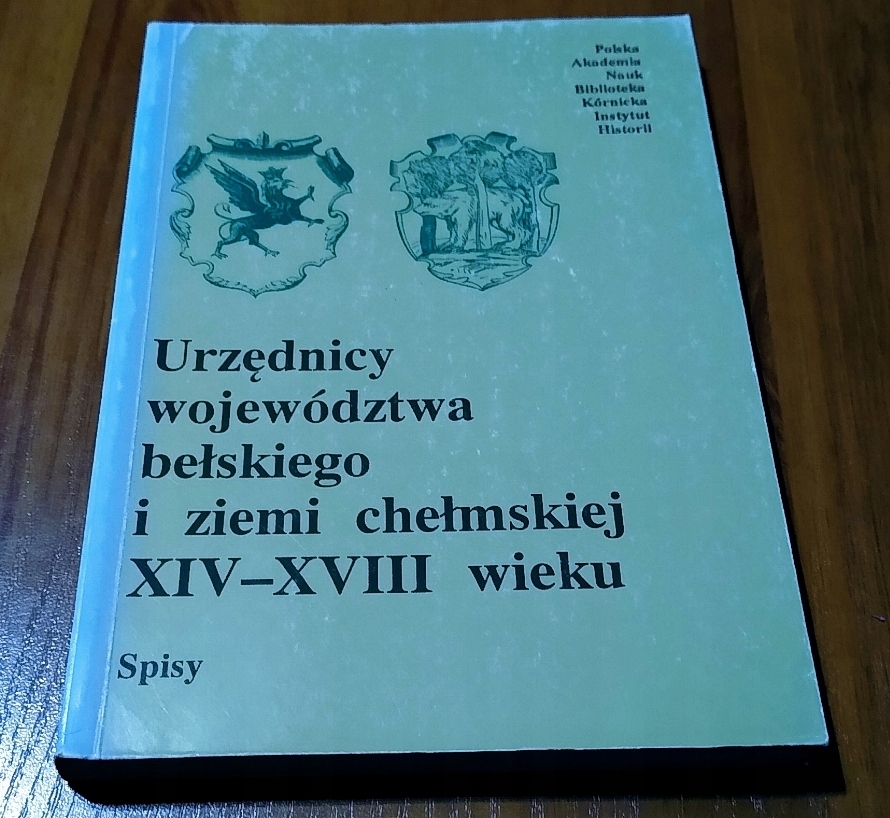 Polska
Akademia
Nauk
Biblioteka
Kórnicka
Instytut
Historii
Urzędnicy
województwa
bełskiego
i ziemi chełmskiej
XIV–XVIII wieku
Spisy